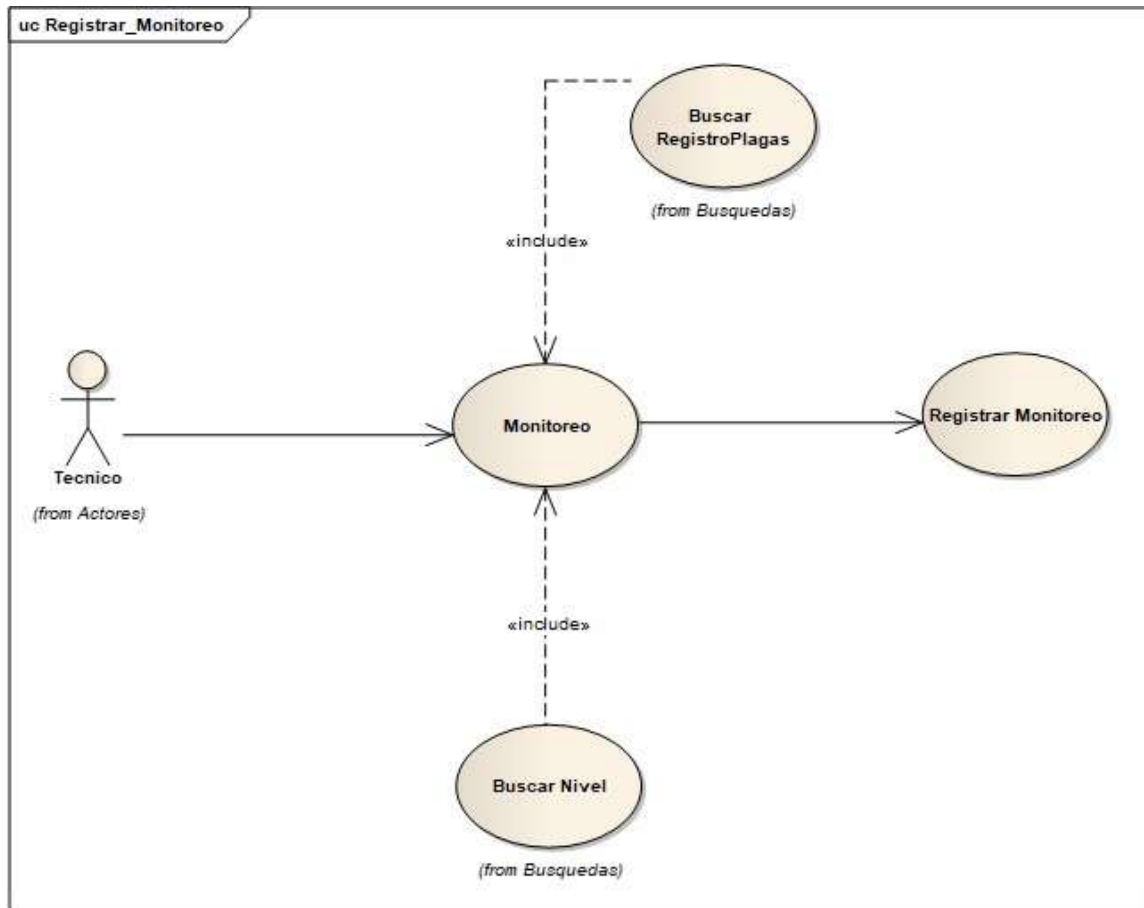 uc Registrar_Monitoreo
Buscar
RegistroPlagas
(from Busquedas)
«include»
Tecnico
(from Actores)
Monitoreo
Registrar Monitoreo
«include»
Buscar Nivel
(from Busquedas)